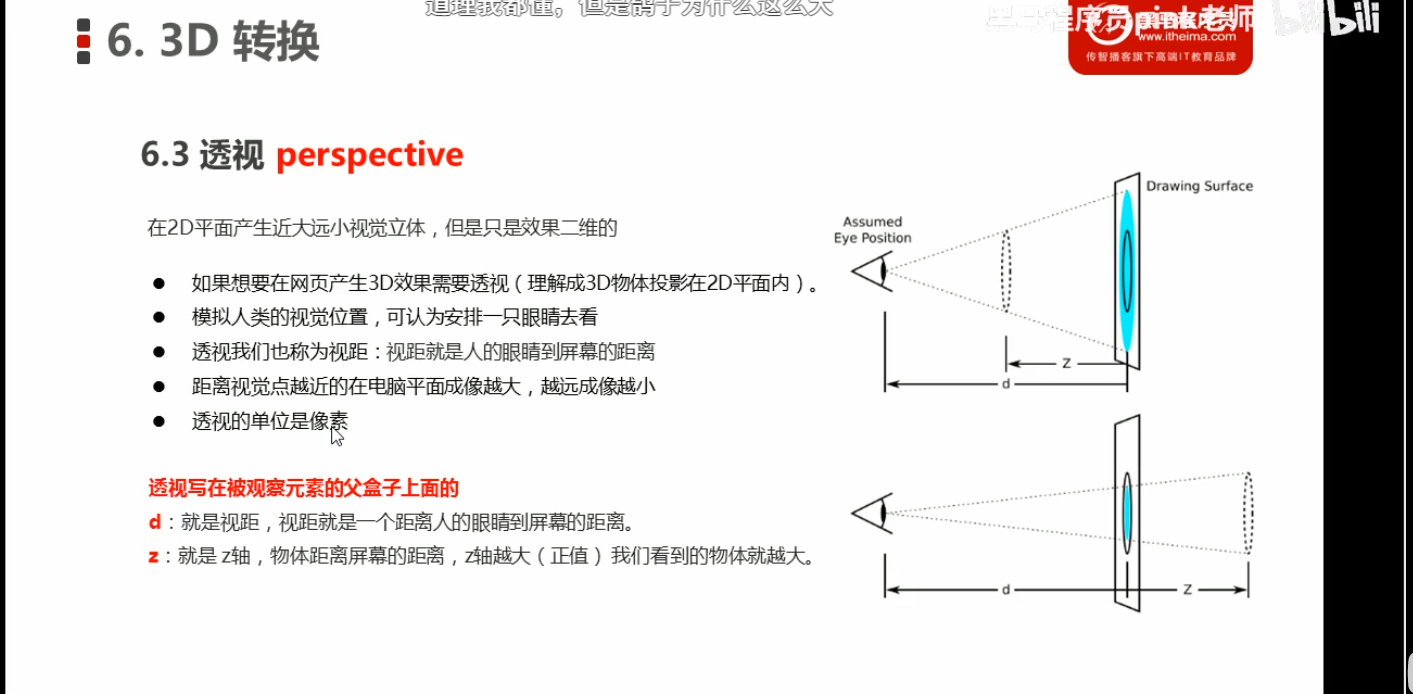 道理我都懂，但是鸽子为什么这么大
6. 3D 转换
黑马程序员pink老师
bilibili
www.itheima.com
传智播客旗下高端IT教育品牌
6.3 透视 perspective
在2D平面产生近大远小视觉立体，但是只是效果二维的
● 如果想要在网页产生3D效果需要透视（理解成3D物体投影在2D平面内）。
● 模拟人类的视觉位置，可认为安排一只眼睛去看
● 透视我们也称为视距：视距就是人的眼睛到屏幕的距离
● 距离视觉点越近的在电脑平面成像越大，越远成像越小
● 透视的单位是像素
透视写在被观察元素的父盒子上面的
d：就是视距，视距就是一个距离人的眼睛到屏幕的距离。
z：就是 z轴，物体距离屏幕的距离，z轴越大（正值）我们看到的物体就越大。
Drawing Surface
Assumed
Eye Position
Z
d
d
Z